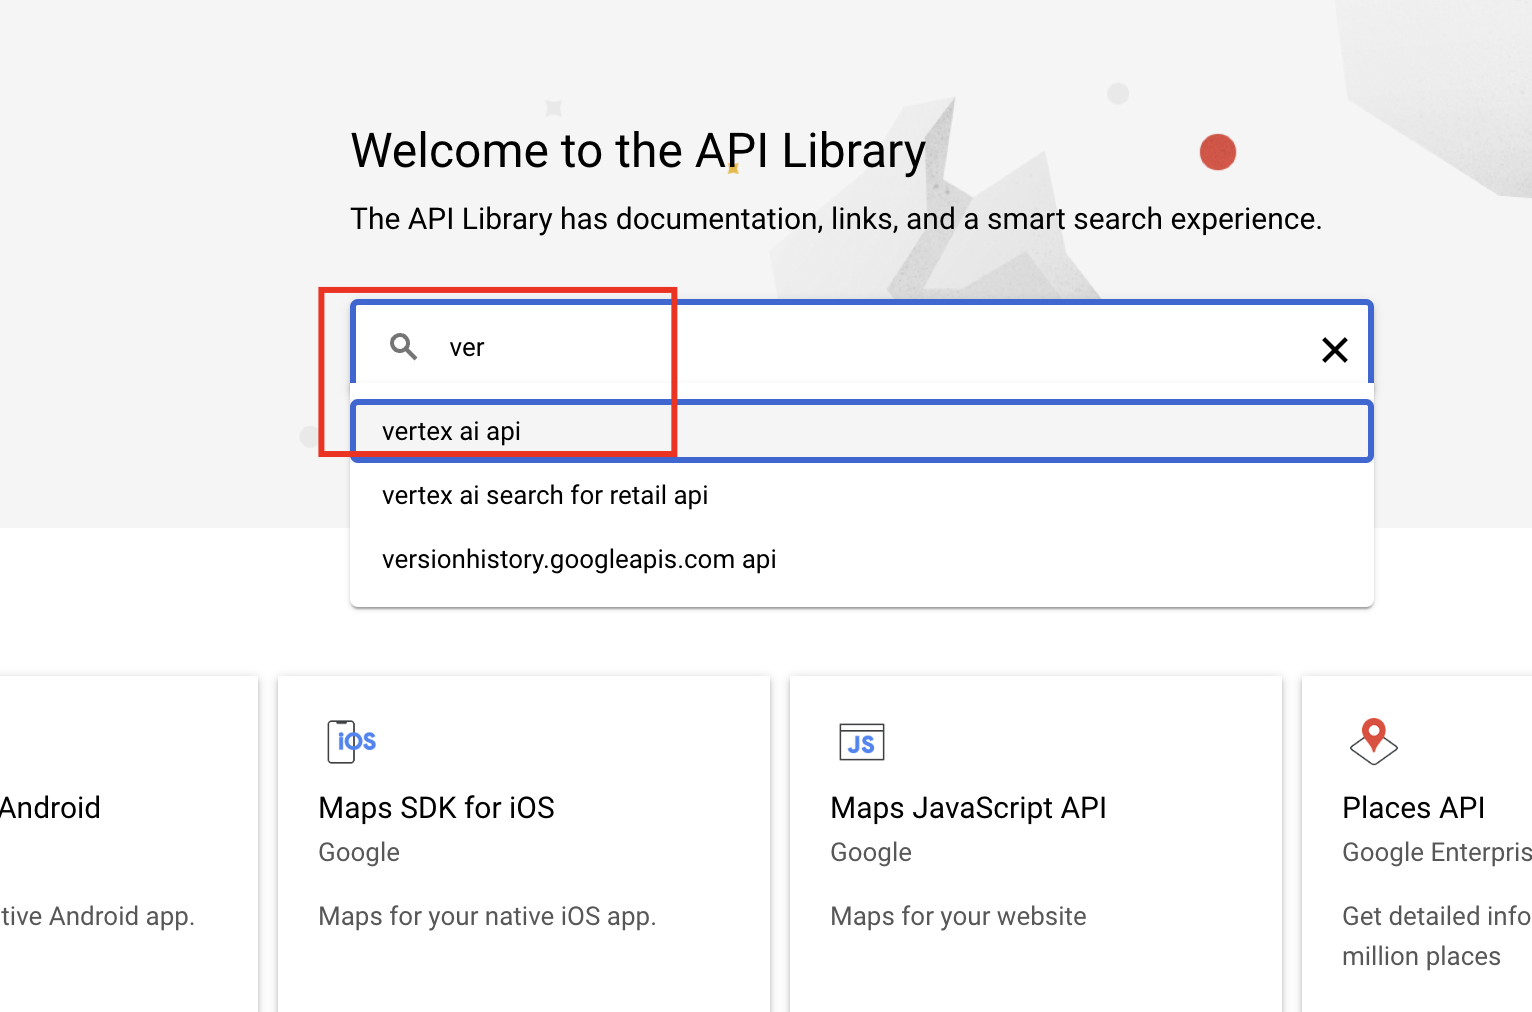 Welcome to the API Library
The API Library has documentation, links, and a smart search experience.
ver
vertex ai api
vertex ai search for retail api
versionhistory.googleapis.com api
Android
tive Android app.
iOS
Maps SDK for iOS
Google
Maps for your native iOS app.
JS
Maps JavaScript API
Google
Maps for your website
Places API
Google Enterpris
Get detailed info
million places